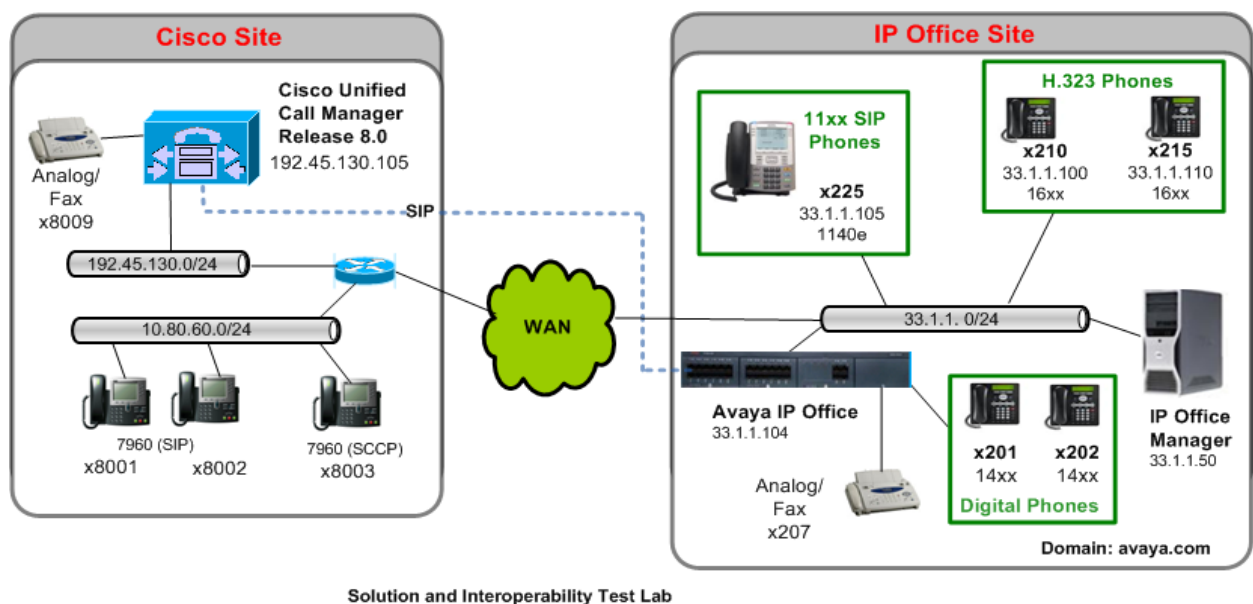 Cisco Site
Cisco Unified
Call Manager
Release 8.0
192.45.130.105
Analog/
Fax
x8009
SIP
192.45.130.0/24
10.80.60.0/24
7960 (SIP)
x8001
x8002
7960 (SCCP)
x8003
WAN
IP Office Site
11xx SIP
Phones
x225
33.1.1.105
1140e
H.323 Phones
x210
33.1.1.100
16xx
x215
33.1.1.110
16xx
33.1.1. 0/24
Avaya IP Office
33.1.1.104
Analog/
Fax
x207
x201
14xx
x202
14xx
Digital Phones
IP Office
Manager
33.1.1.50
Domain: avaya.com
Solution and Interoperability Test Lab